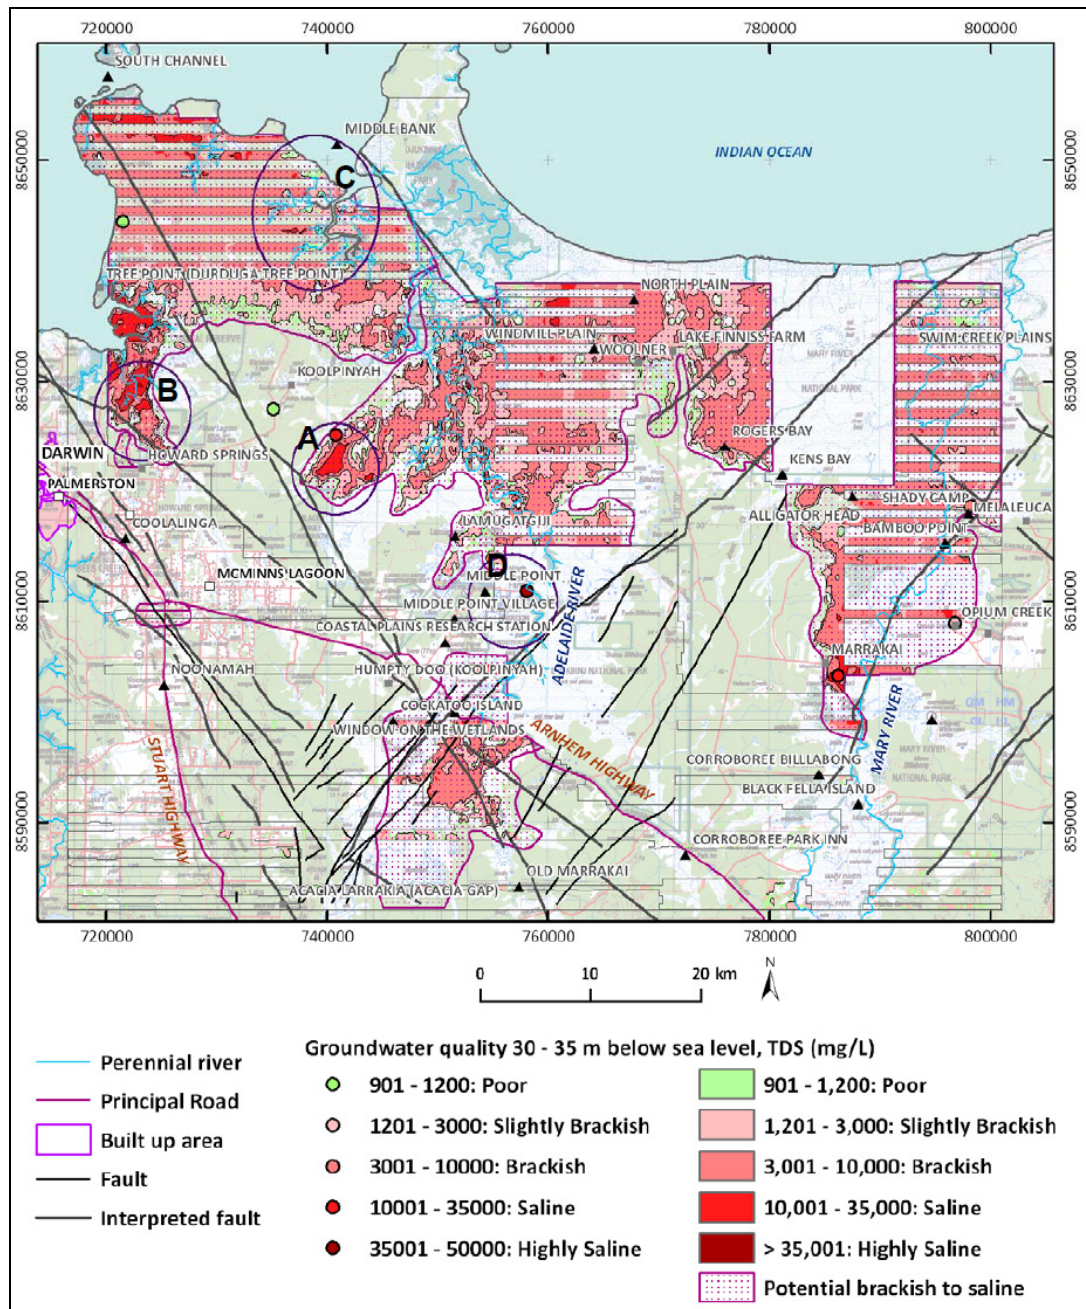 720000 740000 760000 780000 800000
SOUTH CHANNEL
MIDDLE BANK
8650000
C
INDIAN OCEAN
8650000
TREE POINT (DURDUGA TREE POINT)
NORTH PLAIN
WINDMILL PLAIN
LAKE FINNISS FARM
SWIM CREEK PLAINS
WOOLNER
KOOLPINYAH
8630000
B
8630000
A
ROGERS BAY
DARWIN
HOWARD SPRINGS
KENS BAY
PALMERSTON
SHADY CAMP
COOLALINGA
LAMUGATGIJI
ALLIGATOR HEAD
MELALEUCA
BAMBOO POINT
D
MCMINNS LAGOON
MIDDLE POINT
8610000
MIDDLE POINT VILLAGE
ADELAIDE RIVER
OPIUM CREEK
8610000
COASTAL PLAINS RESEARCH STATION
MARRAKAI
NOONAMAH
HUMPTY DOO (KOOLPINYAH)
COCKATOO ISLAND
WINDOW ON THE WETLANDS
ARNHEM HIGHWAY
MARY RIVER
STUART HIGHWAY
CORROBOREE BILLLABONG
BLACK FELLA ISLAND
8590000
CORROBOREE PARK INN
8590000
OLD MARRAKAI
ACACIA LARRAKIA (ACACIA GAP)
720000 740000 760000 780000 800000
0 10 20 km
N
Groundwater quality 30 - 35 m below sea level, TDS (mg/L)
Perennial river
Principal Road
Built up area
Fault
Interpreted fault
901 - 1200: Poor
1201 - 3000: Slightly Brackish
3001 - 10000: Brackish
10001 - 35000: Saline
35001 - 50000: Highly Saline
901 - 1,200: Poor
1,201 - 3,000: Slightly Brackish
3,001 - 10,000: Brackish
10,001 - 35,000: Saline
> 35,001: Highly Saline
Potential brackish to saline